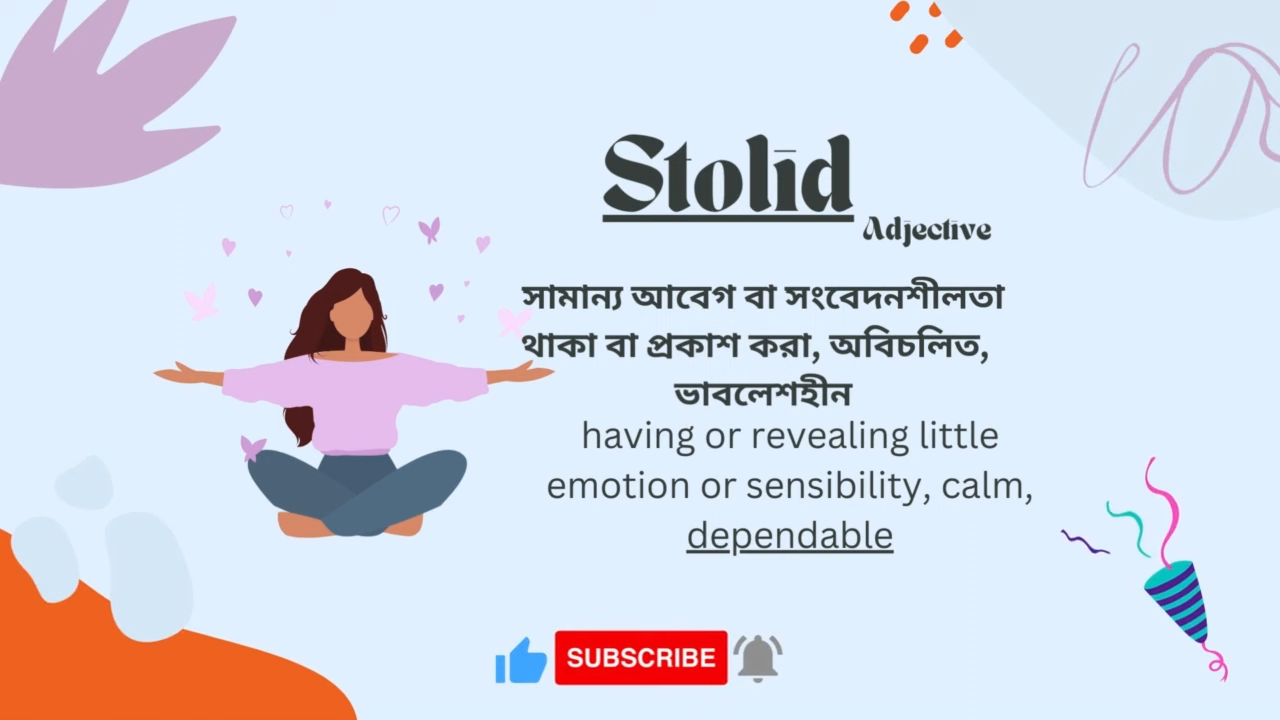 Stolid
Adjective
সামান্য আবেগ বা সংবেদনশীলতা
থাকা বা প্রকাশ করা, অবিচলিত,
ভাবলেশহীন
having or revealing little
emotion or sensibility, calm,
dependable
SUBSCRIBE